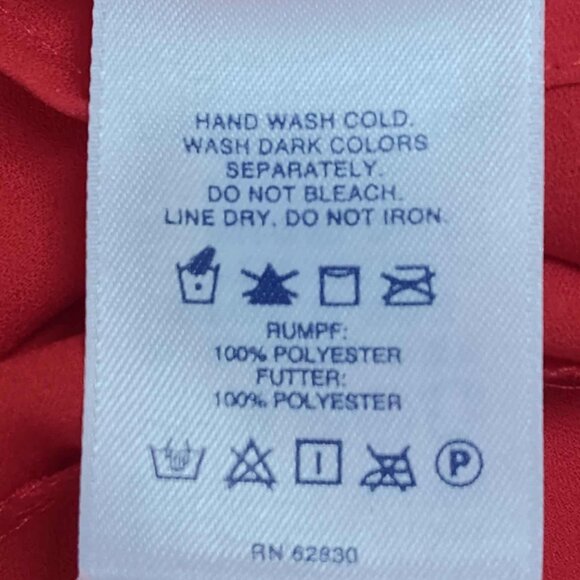 HAND WASH COLD.
WASH DARK COLORS
SEPARATELY.
DO NOT BLEACH.
LINE DRY. DO NOT IRON.
RUMPF:
100% POLYESTER
FUTTER:
100% POLYESTER
P
RN 62830